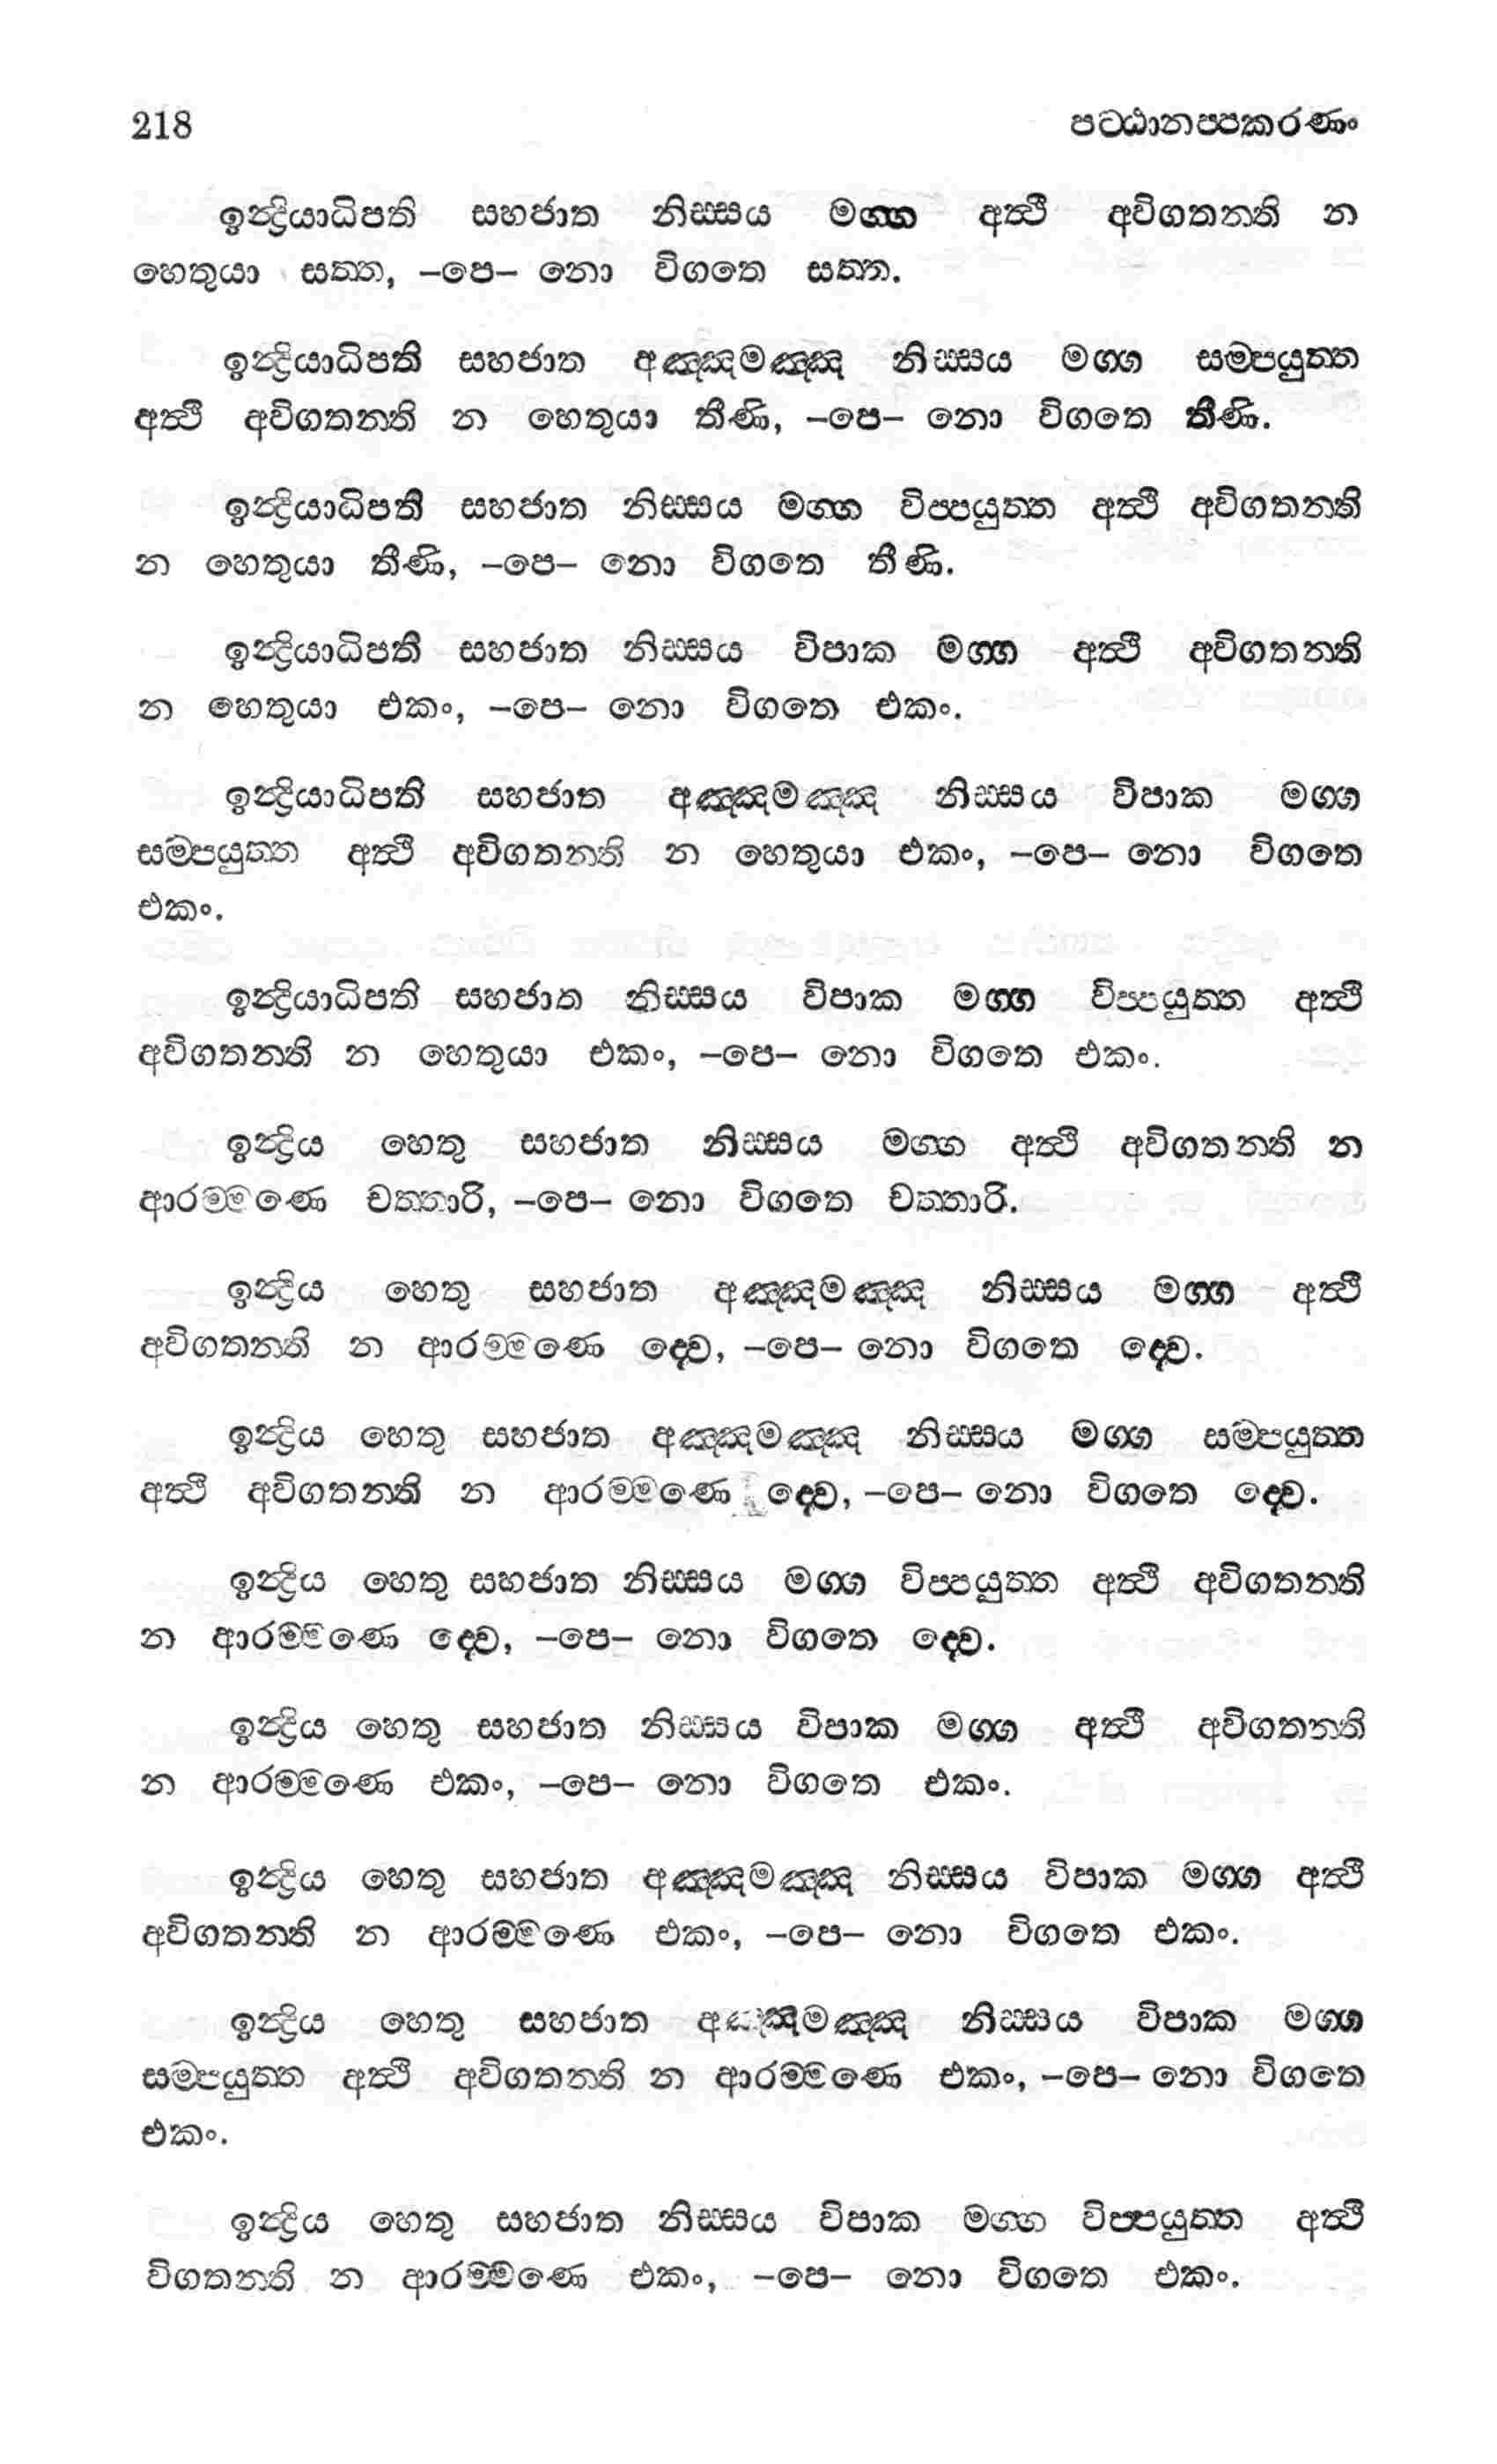 218 පට්ඨානප්පකරණං
ඉන්ද්‍රියාධිපති සහජාත නිස්සය මග්ග අත්ථි අවිගතන්ති න
හෙතුයා සත්ත, –පෙ– නො විගතෙ සත්ත.
ඉන්ද්‍රියාධිපති සහජාත අඤ්ඤමඤ්ඤ නිස්සය මග්ග සම්පයුත්ත
අත්ථි අවිගතන්ති න හෙතුයා තීණි, –පෙ– නො විගතෙ තීණි.
ඉන්ද්‍රියාධිපති සහජාත නිස්සය මග්ග විප්පයුත්ත අත්ථි අවිගතන්ති
න හෙතුයා තීණි, –පෙ– නො විගතෙ තීණි.
ඉන්ද්‍රියාධිපති සහජාත නිස්සය විපාක මග්ග අත්ථි අවිගතන්ති
න හෙතුයා එකං, –පෙ– නො විගතෙ එකං.
ඉන්ද්‍රියාධිපති සහජාත අඤ්ඤමඤ්ඤ නිස්සය විපාක මග්ග
සම්පයුත්ත අත්ථි අවිගතන්ති න හෙතුයා එකං, –පෙ– නො විගතෙ
එකං.
ඉන්ද්‍රියාධිපති සහජාත නිස්සය විපාක මග්ග විප්පයුත්ත අත්ථි
අවිගතන්ති න හෙතුයා එකං, –පෙ– නො විගතෙ එකං.
ඉන්ද්‍රිය හෙතු සහජාත නිස්සය මග්ග අත්ථි අවිගතන්ති න
ආරම්මණෙ චත්තාරි, –පෙ– නො විගතෙ චත්තාරි.
ඉන්ද්‍රිය හෙතු සහජාත අඤ්ඤමඤ්ඤ නිස්සය මග්ග අත්ථි
අවිගතන්ති න ආරම්මණෙ ද්වෙ, –පෙ– නො විගතෙ ද්වෙ.
ඉන්ද්‍රිය හෙතු සහජාත අඤ්ඤමඤ්ඤ නිස්සය මග්ග සම්පයුත්ත
අත්ථි අවිගතන්ති න ආරම්මණෙ ද්වෙ, –පෙ– නො විගතෙ ද්වෙ.
ඉන්ද්‍රිය හෙතු සහජාත නිස්සය මග්ග විප්පයුත්ත අත්ථි අවිගතන්ති
න ආරම්මණෙ ද්වෙ, –පෙ– නො විගතෙ ද්වෙ.
ඉන්ද්‍රිය හෙතු සහජාත නිස්සය විපාක මග්ග අත්ථි අවිගතන්ති
න ආරම්මණෙ එකං, –පෙ– නො විගතෙ එකං.
ඉන්ද්‍රිය හෙතු සහජාත අඤ්ඤමඤ්ඤ නිස්සය විපාක මග්ග අත්ථි
අවිගතන්ති න ආරම්මණෙ එකං, –පෙ– නො විගතෙ එකං.
ඉන්ද්‍රිය හෙතු සහජාත අඤ්ඤමඤ්ඤ නිස්සය විපාක මග්ග
සම්පයුත්ත අත්ථි අවිගතන්ති න ආරම්මණෙ එකං, –පෙ– නො විගතෙ
එකං.
ඉන්ද්‍රිය හෙතු සහජාත නිස්සය විපාක මග්ග විප්පයුත්ත අත්ථි
විගතන්ති න ආරම්මණෙ එකං, –පෙ– නො විගතෙ එකං.